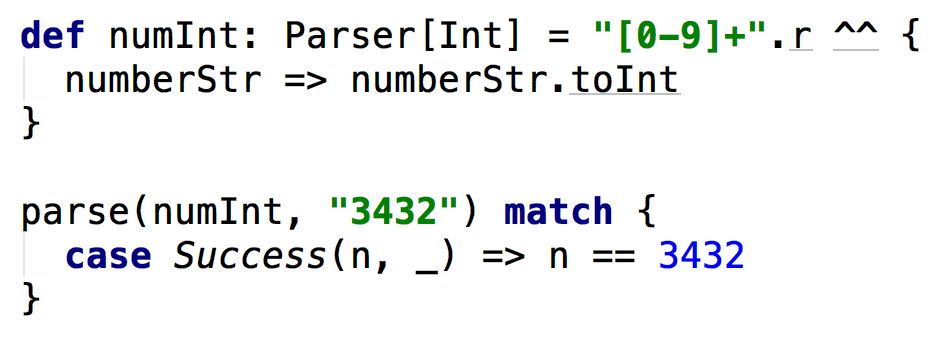 def numInt: Parser[Int] = "[0-9]+".r ^^ {
  numberStr => numberStr.toInt
}

parse(numInt, "3432") match {
  case Success(n, _) => n == 3432
}